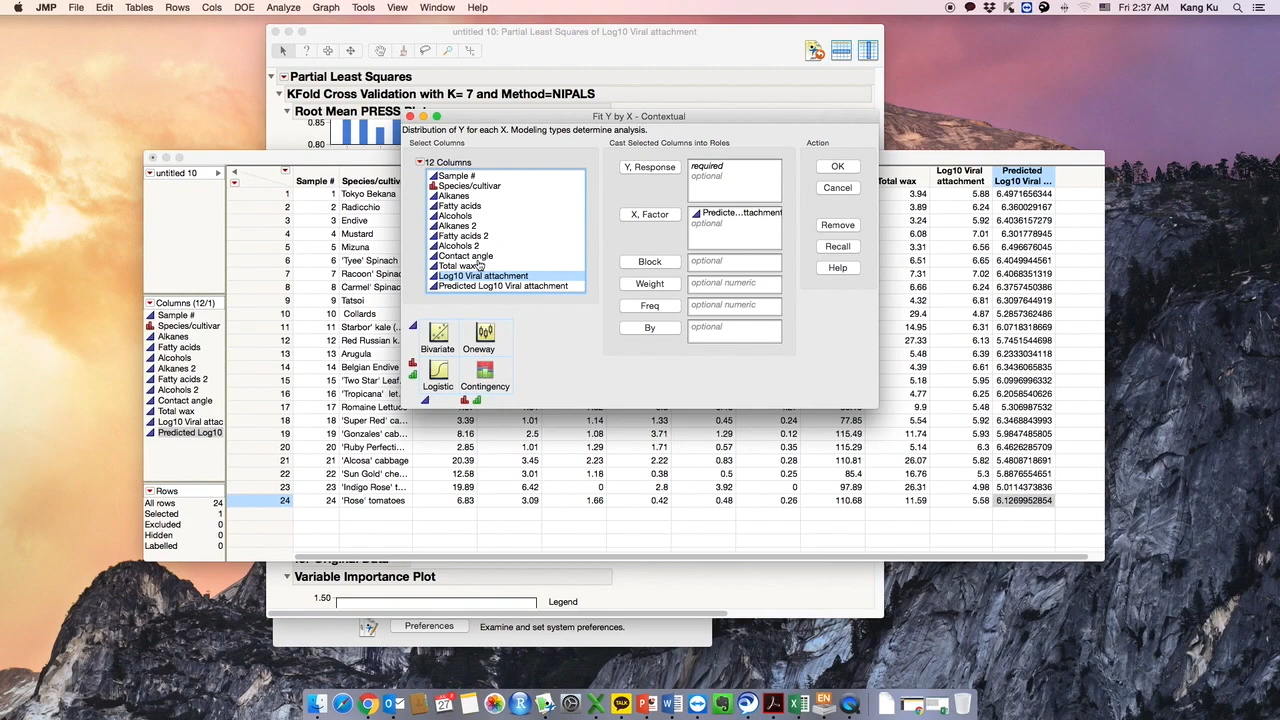 JMP File Edit Tables Rows Cols DOE Analyze Graph Tools View Window Help Fri 2:37 AM Kang Ku
untitled 10: Partial Least Squares of Log10 Viral attachment
Partial Least Squares
KFold Cross Validation with K= 7 and Method=NIPALS
Root Mean PRESS
0.85
0.80
Fit Y by X - Contextual
Distribution of Y for each X. Modeling types determine analysis.
Select Columns
12 Columns
Sample #
Species/cultivar
Alkanes
Fatty acids
Alcohols
Alkanes 2
Fatty acids 2
Alcohols 2
Contact angle
Total wax
Log10 Viral attachment
Predicted Log10 Viral attachment
Cast Selected Columns into Roles
Y, Response required
optional
X, Factor Predicte...ttachment
optional
Block optional
Weight optional numeric
Freq optional numeric
By optional
Action
OK
Cancel
Remove
Recall
Help
Bivariate Oneway
Logistic Contingency
untitled 10
Columns (12/1)
Sample #
Species/cultivar
Alkanes
Fatty acids
Alcohols
Alkanes 2
Fatty acids 2
Alcohols 2
Contact angle
Total wax
Log10 Viral attac
Predicted Log10
Rows
All rows 24
Selected 1
Excluded 0
Hidden 0
Labelled 0
Sample # Species/cultiv Total wax Log10 Viral attachment Predicted Log10 Viral ...
1 1 Tokyo Bekana 3.94 5.88 6.4971656344
2 2 Radicchio 3.89 6.24 6.360029167
3 3 Endive 3.24 5.92 6.4036157279
4 4 Mustard 6.08 7.01 6.301778945
5 5 Mizuna 3.31 6.56 6.496676045
6 6 'Tyee' Spinach 7 6.61 6.4049944561
7 7 Racoon' Spinach 7.31 7.02 6.4068351319
8 8 Carmel' Spinach 6.66 6.24 6.3757450386
9 9 Tatsoi 4.32 6.81 6.3097644919
10 10 Collards 29.4 4.87 5.2857362486
11 11 Starbor' kale (... 14.95 6.31 6.0718318669
12 12 Red Russian k... 27.33 6.13 5.7451544698
13 13 Arugula 5.48 6.39 6.2333034118
14 14 Belgian Endive 4.39 6.61 6.3436065835
15 15 'Two Star' Leaf... 5.18 5.95 6.0996996332
16 16 'Tropicana' let... 4.77 6.25 6.2058540626
17 17 Romaine Lettuce 9.9 5.48 5.306987532
18 18 'Super Red' ca... 3.39 1.01 1.14 1.33 0.45 0.24 77.85 5.54 5.92 6.3468843493
19 19 'Gonzales' cab... 8.16 2.5 1.08 3.71 1.29 0.12 115.49 11.74 5.93 5.9847485805
20 20 'Ruby Perfecti... 2.85 1.01 1.29 1.71 0.57 0.35 115.29 5.14 6.3 6.4626285709
21 21 'Alcosa' cabbage 20.39 3.45 2.23 2.22 0.83 0.28 110.81 26.07 5.82 5.4808718691
22 22 'Sun Gold' che... 12.58 3.01 1.18 0.38 0.5 0.25 85.4 16.76 5.3 5.8876554651
23 23 'Indigo Rose' t... 19.89 6.42 0 2.8 3.92 0 97.89 26.31 4.98 5.0114373836
24 24 'Rose' tomatoes 6.83 3.09 1.66 0.42 0.48 0.26 110.68 11.59 5.58 6.1269952854
for Original Data
Variable Importance Plot
1.50
Legend
Preferences Examine and set system preferences.